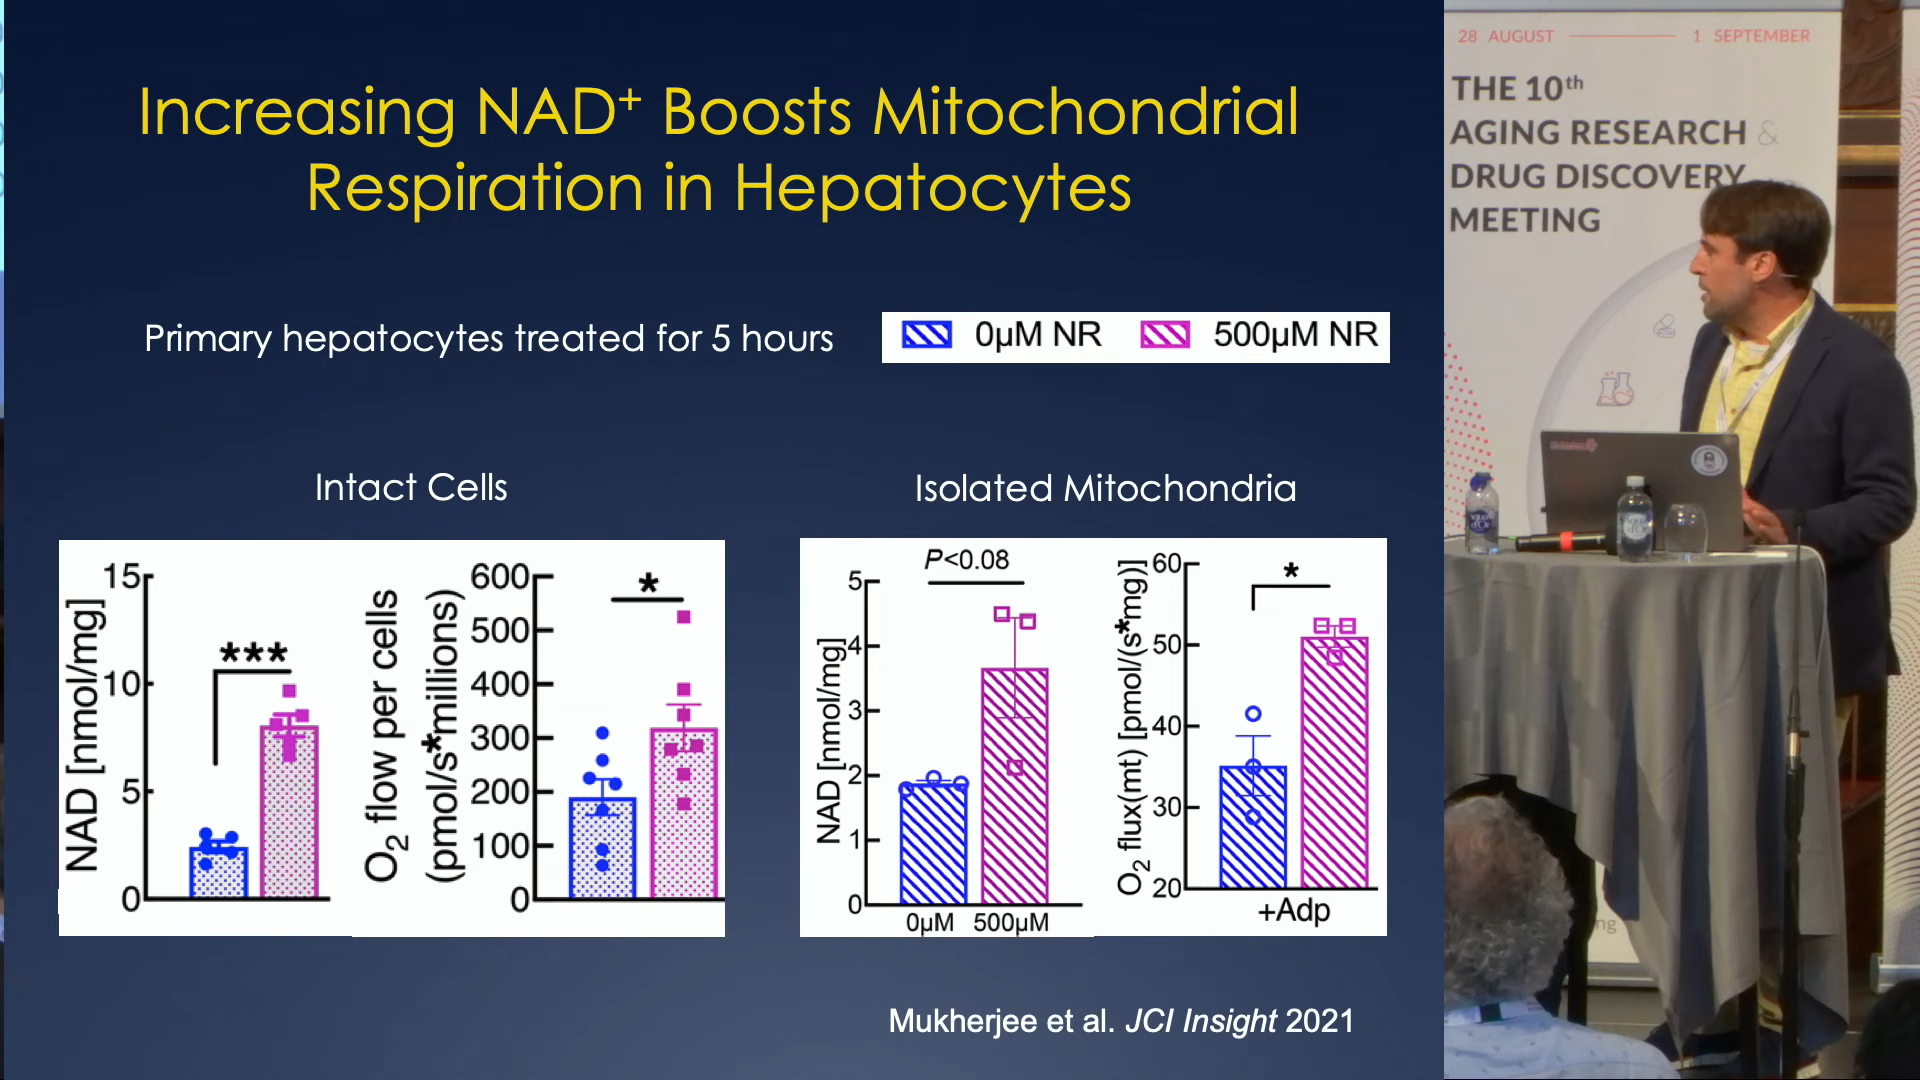 Increasing NAD⁺ Boosts Mitochondrial
Respiration in Hepatocytes
Primary hepatocytes treated for 5 hours
0µM NR
500µM NR
Intact Cells
Isolated Mitochondria
NAD [nmol/mg]
15
10
5
0
***
O₂ flow per cells
(pmol/s*millions)
600
500
400
300
200
100
0
*
NAD [nmol/mg]
5
4
3
2
1
0
P<0.08
0µM
500µM
O₂ flux(mt) [pmol/(s*mg)]
60
50
40
30
20
*
+Adp
Mukherjee et al. JCI Insight 2021
28 AUGUST
1 SEPTEMBER
THE 10th
AGING RESEARCH &
DRUG DISCOVERY
MEETING